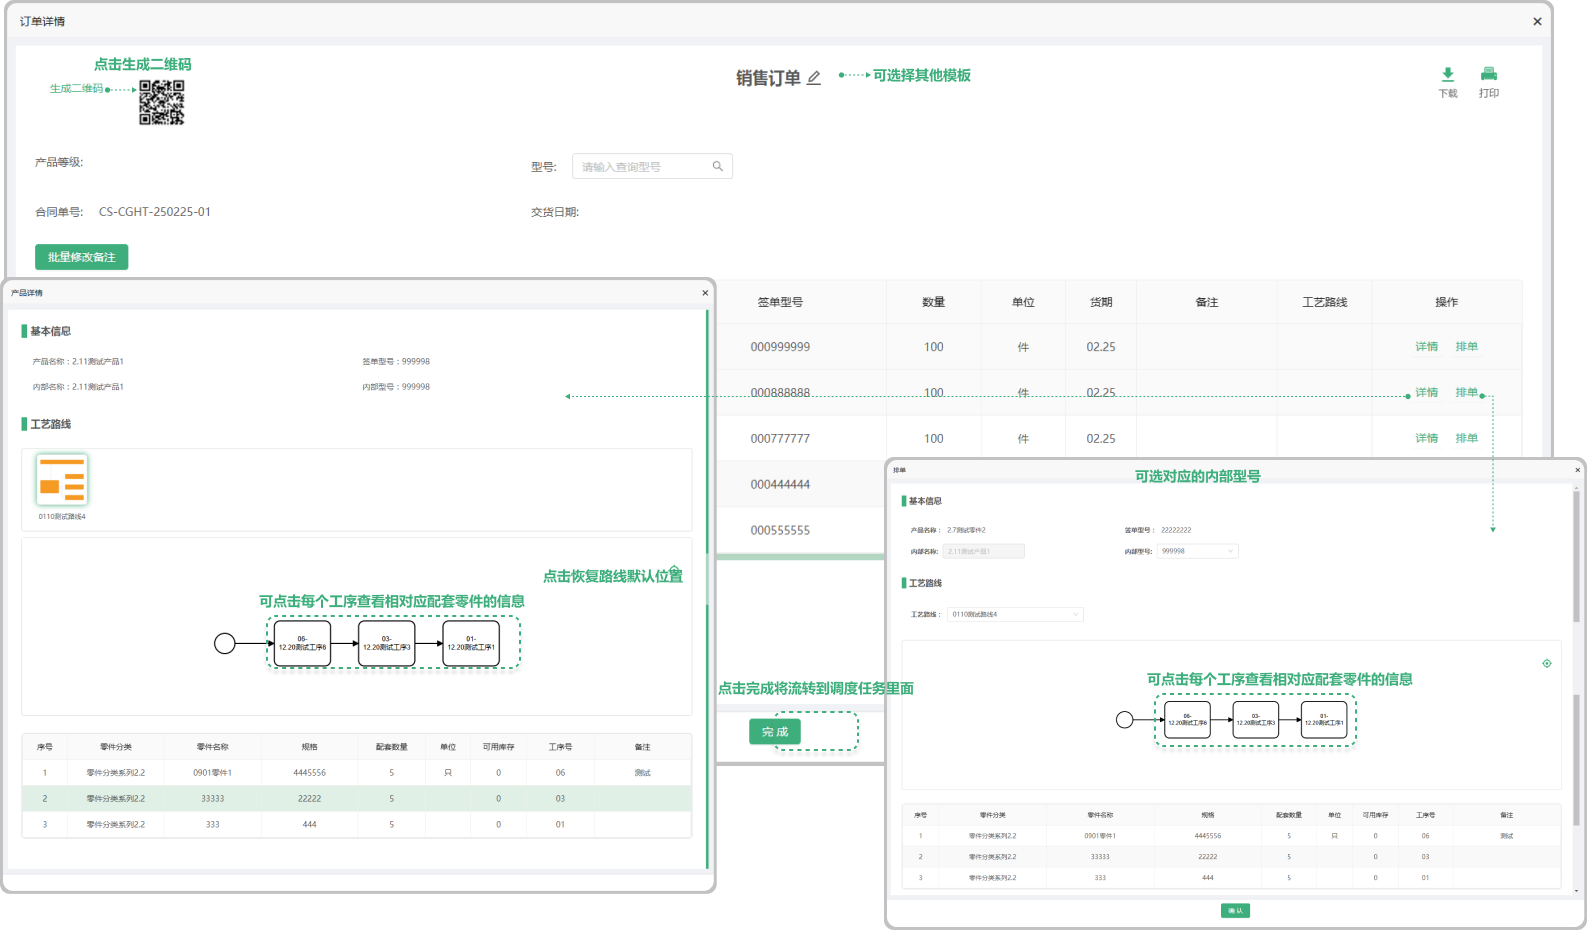 订单详情
点击生成二维码
生成二维码
销售订单
可选择其他模板
下载
打印
产品等级:
型号:
请输入查询型号
合同单号: CS-CGHT-250225-01
交货日期:
批量修改备注
签单型号 数量 单位 货期 备注 工艺路线 操作
000999999 100 件 02.25 详情 排单
000888888 100 件 02.25 详情 排单
000777777 100 件 02.25 详情 排单
000444444
000555555
点击完成将流转到调度任务里面
完 成
产品详情
基本信息
产品名称：2.11测试产品1 签单型号：999998
内部名称：2.11测试产品1 内部型号：999998
工艺路线
0110测试路线4
点击恢复路线默认位置
可点击每个工序查看相对应配套零件的信息
06-
12.20测试工序6
03-
12.20测试工序3
01-
12.20测试工序1
序号 零件分类 零件名称 规格 配套数量 单位 可用库存 工序号 备注
1 零件分类系列2.2 0901零件1 4445556 5 只 0 06 测试
2 零件分类系列2.2 33333 22222 5 0 03
3 零件分类系列2.2 333 444 5 0 01
排单
可选对应的内部型号
基本信息
产品名称： 2.7测试零件2 签单型号： 22222222
内部名称: 2.11测试产品1 内部型号: 999998
工艺路线
工艺路线： 0110测试路线4
可点击每个工序查看相对应配套零件的信息
06-
12.20测试工序6
03-
12.20测试工序3
01-
12.20测试工序1
序号 零件分类 零件名称 规格 配套数量 单位 可用库存 工序号 备注
1 零件分类系列2.2 0901零件1 4445556 5 只 0 06 测试
2 零件分类系列2.2 33333 22222 5 0 03
3 零件分类系列2.2 333 444 5 0 01
确 认